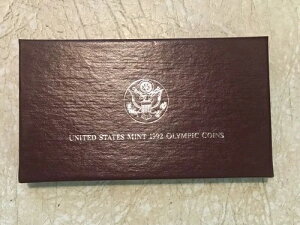 UNITED STATES MINT 1992 OLYMPIC COINS